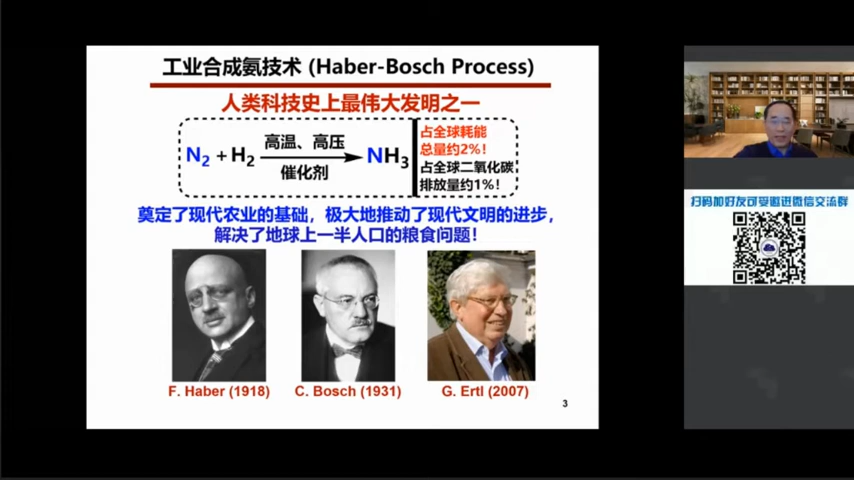 工业合成氨技术 (Haber-Bosch Process)
人类科技史上最伟大发明之一
N₂ + H₂ 高温、高压 催化剂 NH₃
占全球耗能
总量约2%!
占全球二氧化碳
排放量约1%!
奠定了现代农业的基础，极大地推动了现代文明的进步，
解决了地球上一半人口的粮食问题！
F. Haber (1918) C. Bosch (1931) G. Ertl (2007)
3
扫码加好友可受邀进微信交流群